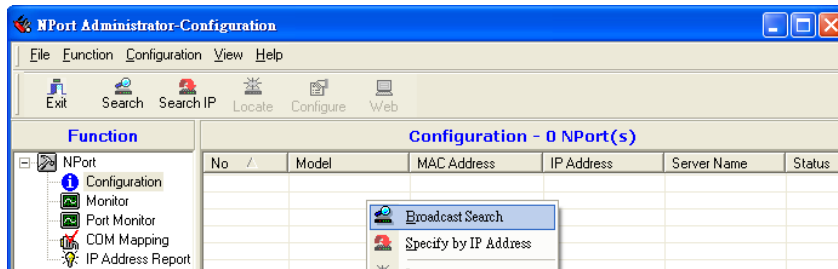 NPort Administrator-Configuration
File Function Configuration View Help
Exit Search Search IP Locate Configure Web
Function
Configuration - 0 NPort(s)
NPort
Configuration
Monitor
Port Monitor
COM Mapping
IP Address Report
No Model MAC Address IP Address Server Name Status
Broadcast Search
Specify by IP Address